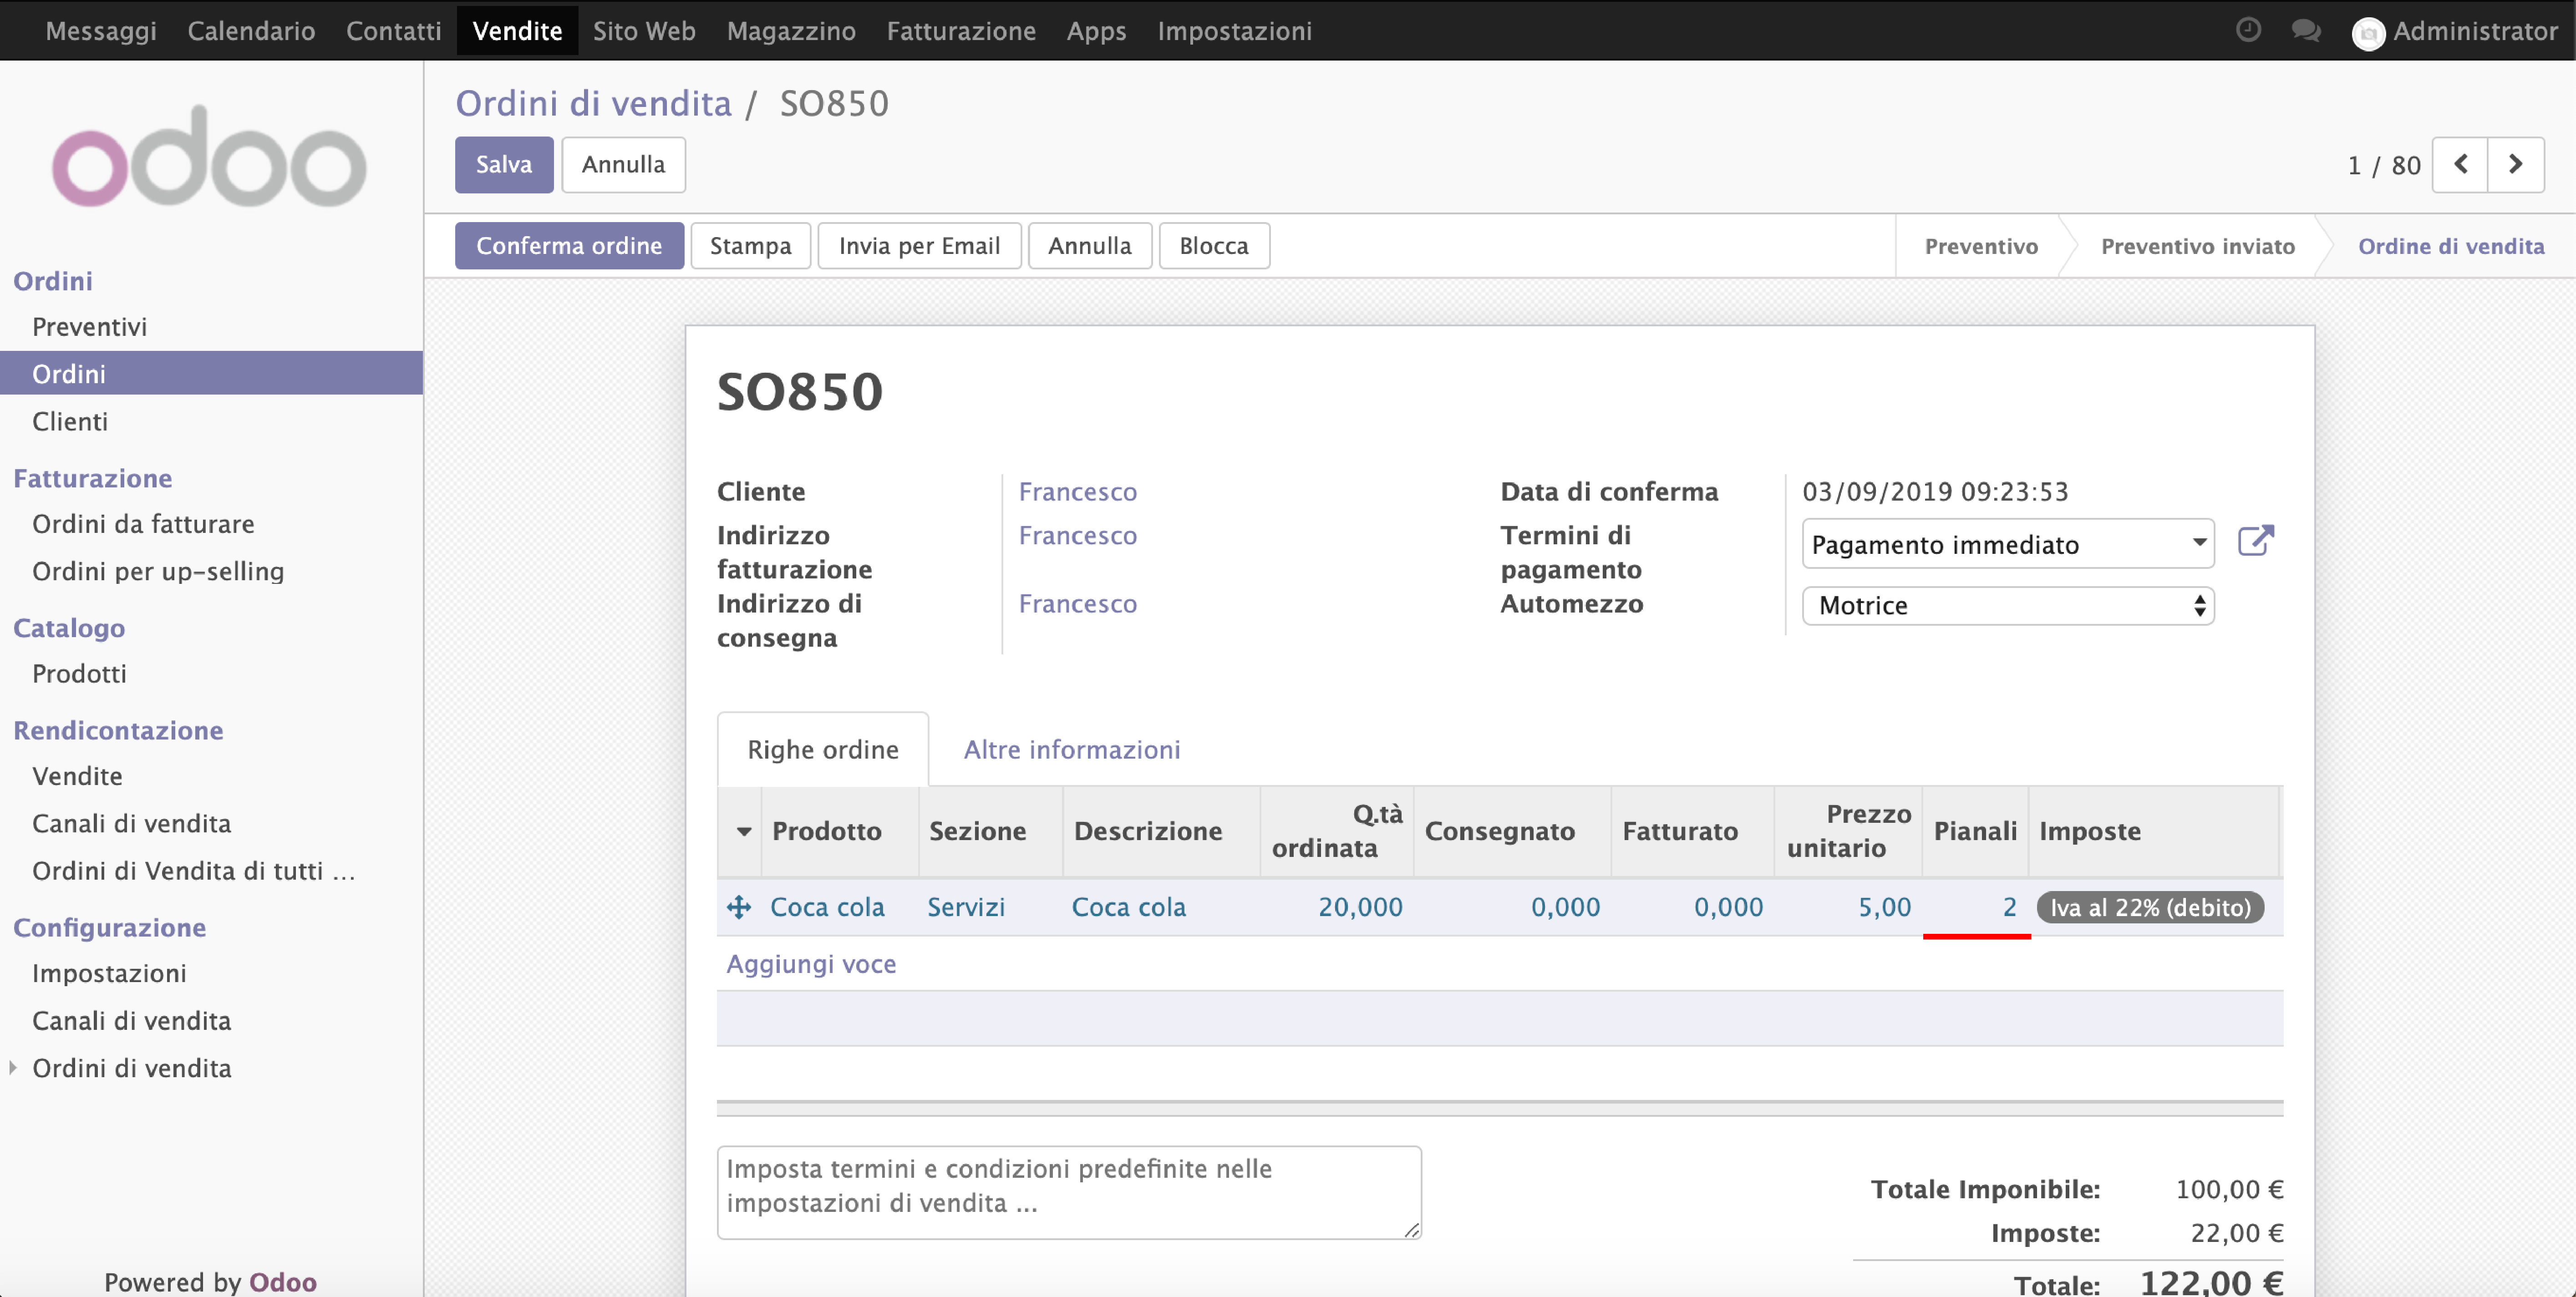 Messaggi Calendario Contatti Vendite Sito Web Magazzino Fatturazione Apps Impostazioni Administrator
odoo
Ordini
Preventivi
Ordini
Clienti
Fatturazione
Ordini da fatturare
Ordini per up-selling
Catalogo
Prodotti
Rendicontazione
Vendite
Canali di vendita
Ordini di Vendita di tutti ...
Configurazione
Impostazioni
Canali di vendita
Ordini di vendita
Powered by Odoo
Ordini di vendita / SO850
Salva Annulla
1 / 80
Conferma ordine Stampa Invia per Email Annulla Blocca
Preventivo Preventivo inviato Ordine di vendita
SO850
Cliente Francesco
Indirizzo fatturazione Francesco
Indirizzo di consegna Francesco
Data di conferma 03/09/2019 09:23:53
Termini di pagamento Pagamento immediato
Automezzo Motrice
Righe ordine Altre informazioni
Prodotto Sezione Descrizione Q.tà ordinata Consegnato Fatturato Prezzo unitario Pianali Imposte
Coca cola Servizi Coca cola 20,000 0,000 0,000 5,00 2 Iva al 22% (debito)
Aggiungi voce
Imposta termini e condizioni predefinite nelle
impostazioni di vendita ...
Totale Imponibile: 100,00 €
Imposte: 22,00 €
Totale: 122,00 €